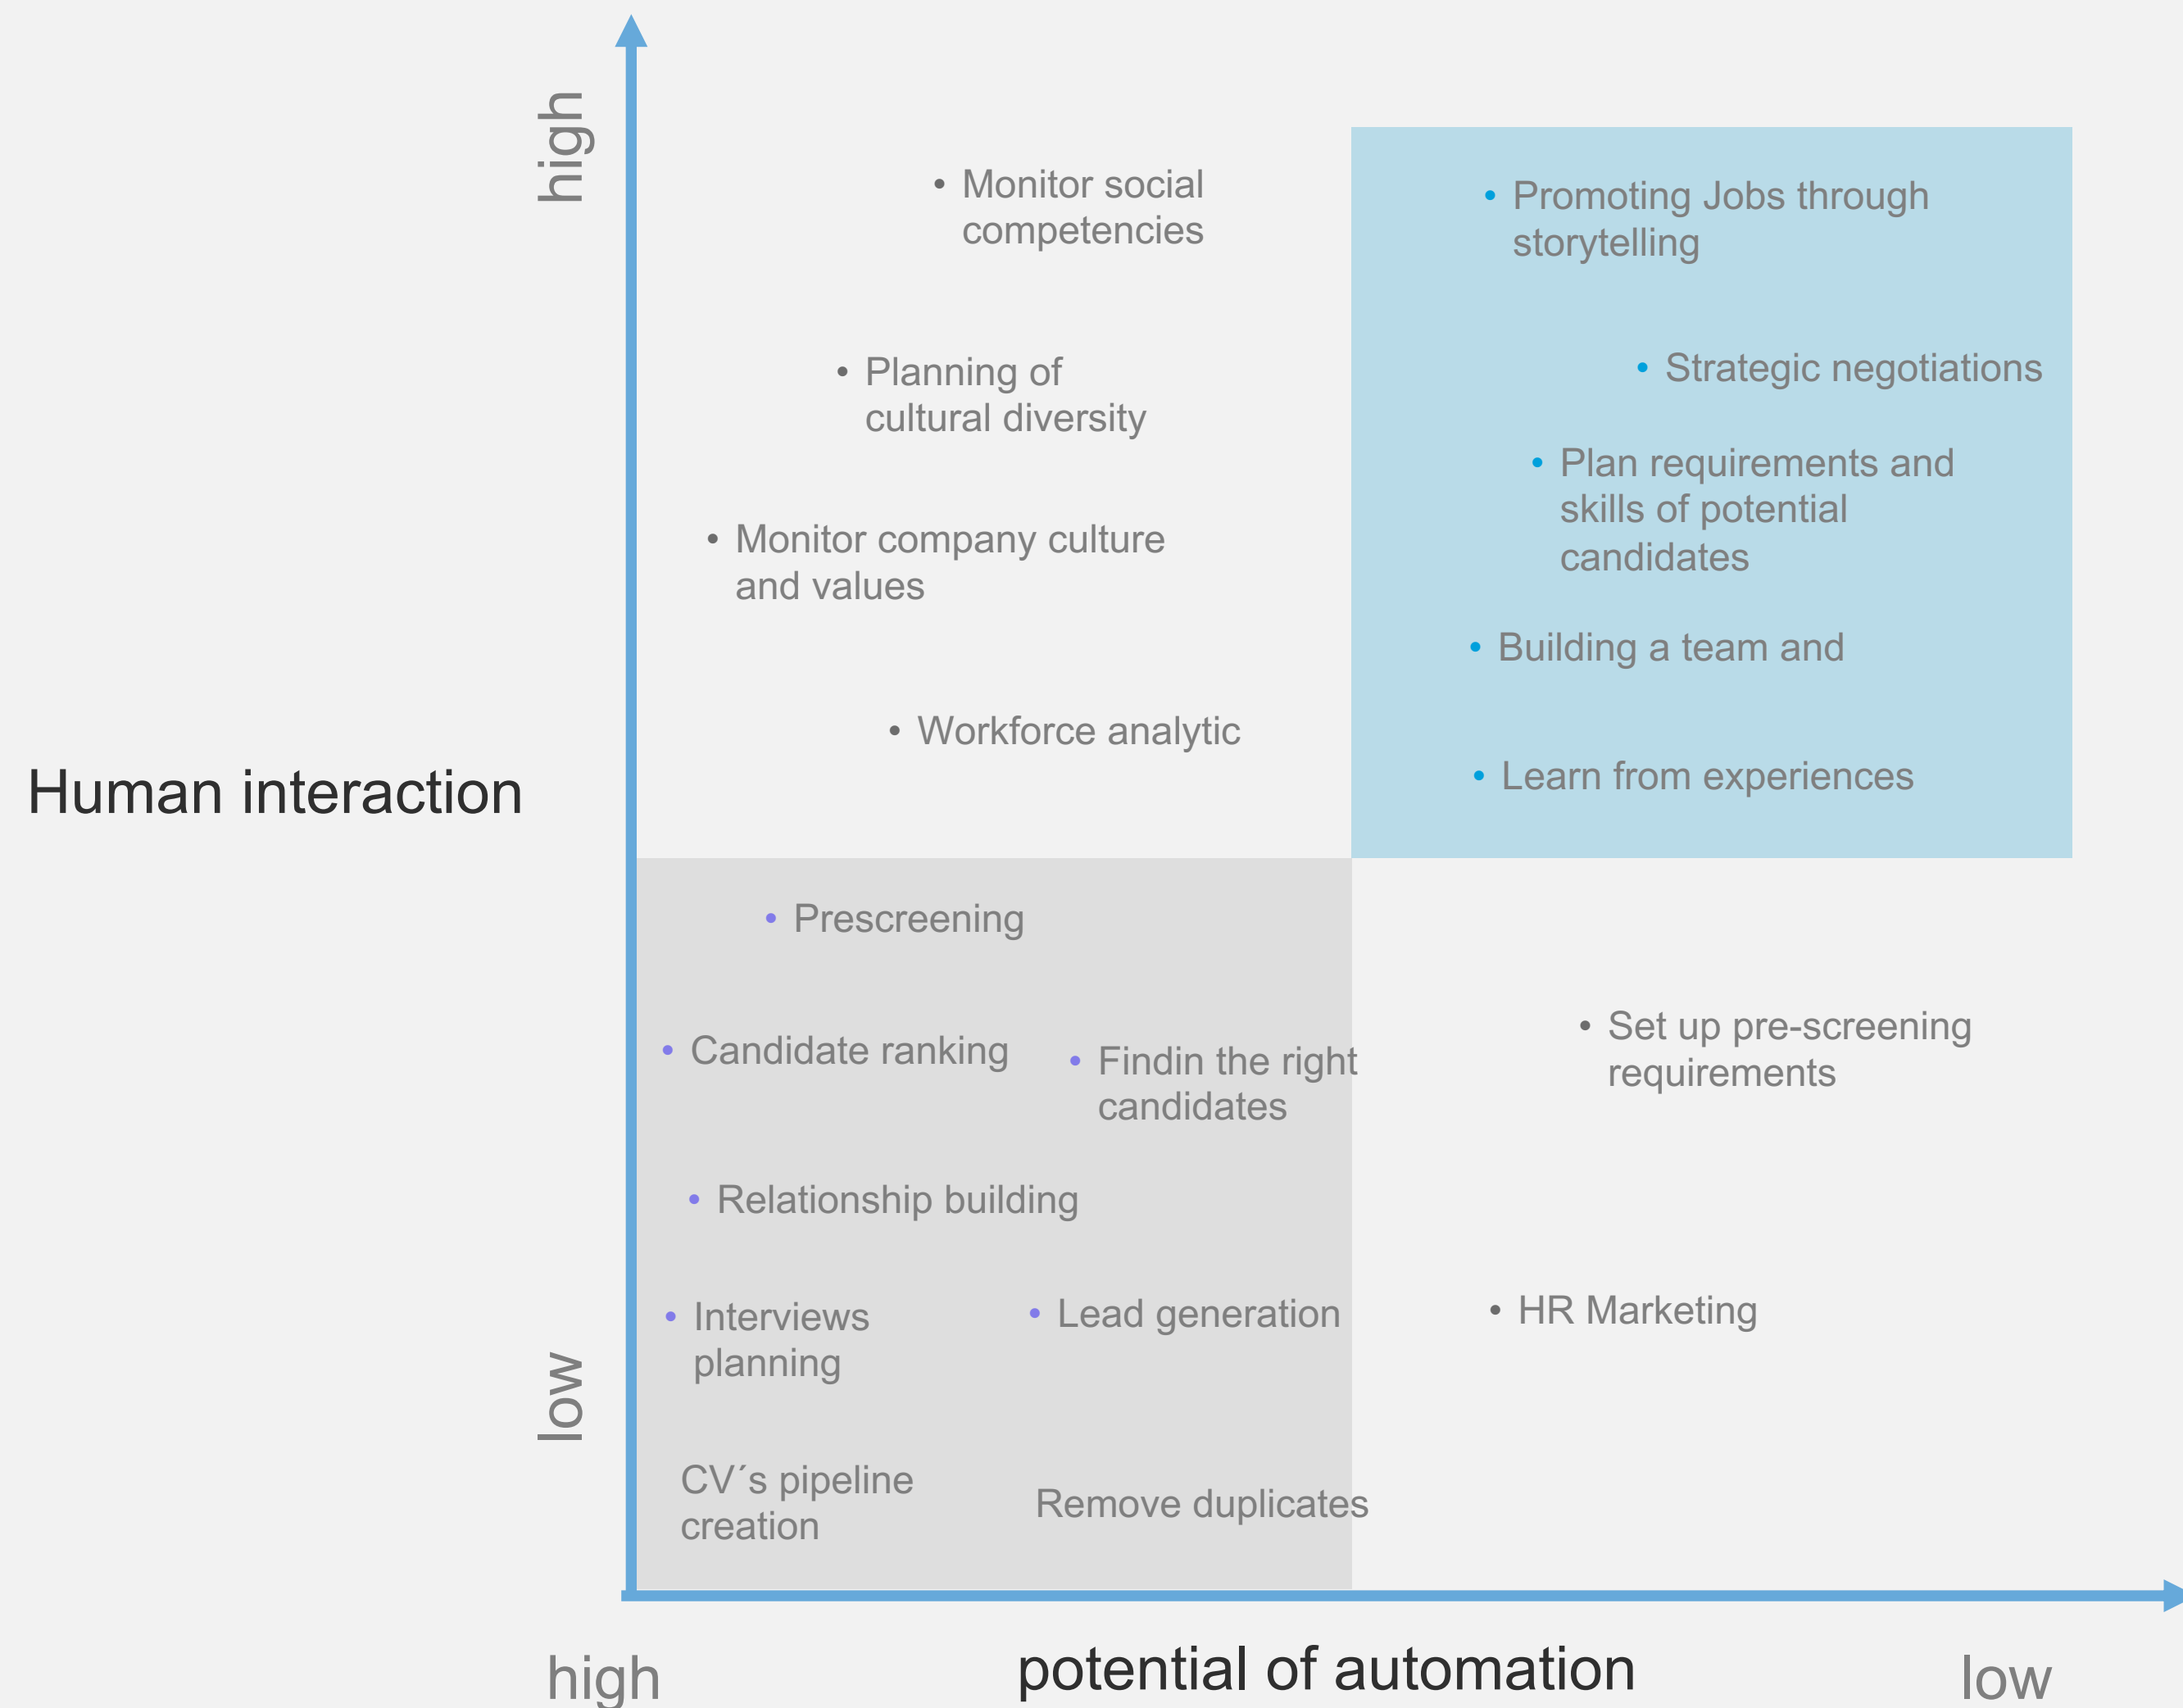 high
• Monitor social
competencies
• Promoting Jobs through
storytelling
• Planning of
cultural diversity
• Strategic negotiations
• Plan requirements and
skills of potential
candidates
• Monitor company culture
and values
• Building a team and
• Workforce analytic
• Learn from experiences
Human interaction
• Prescreening
• Candidate ranking
• Findin the right
candidates
• Set up pre-screening
requirements
• Relationship building
• Interviews
planning
• Lead generation
• HR Marketing
low
CV´s pipeline
creation
Remove duplicates
high
potential of automation
low